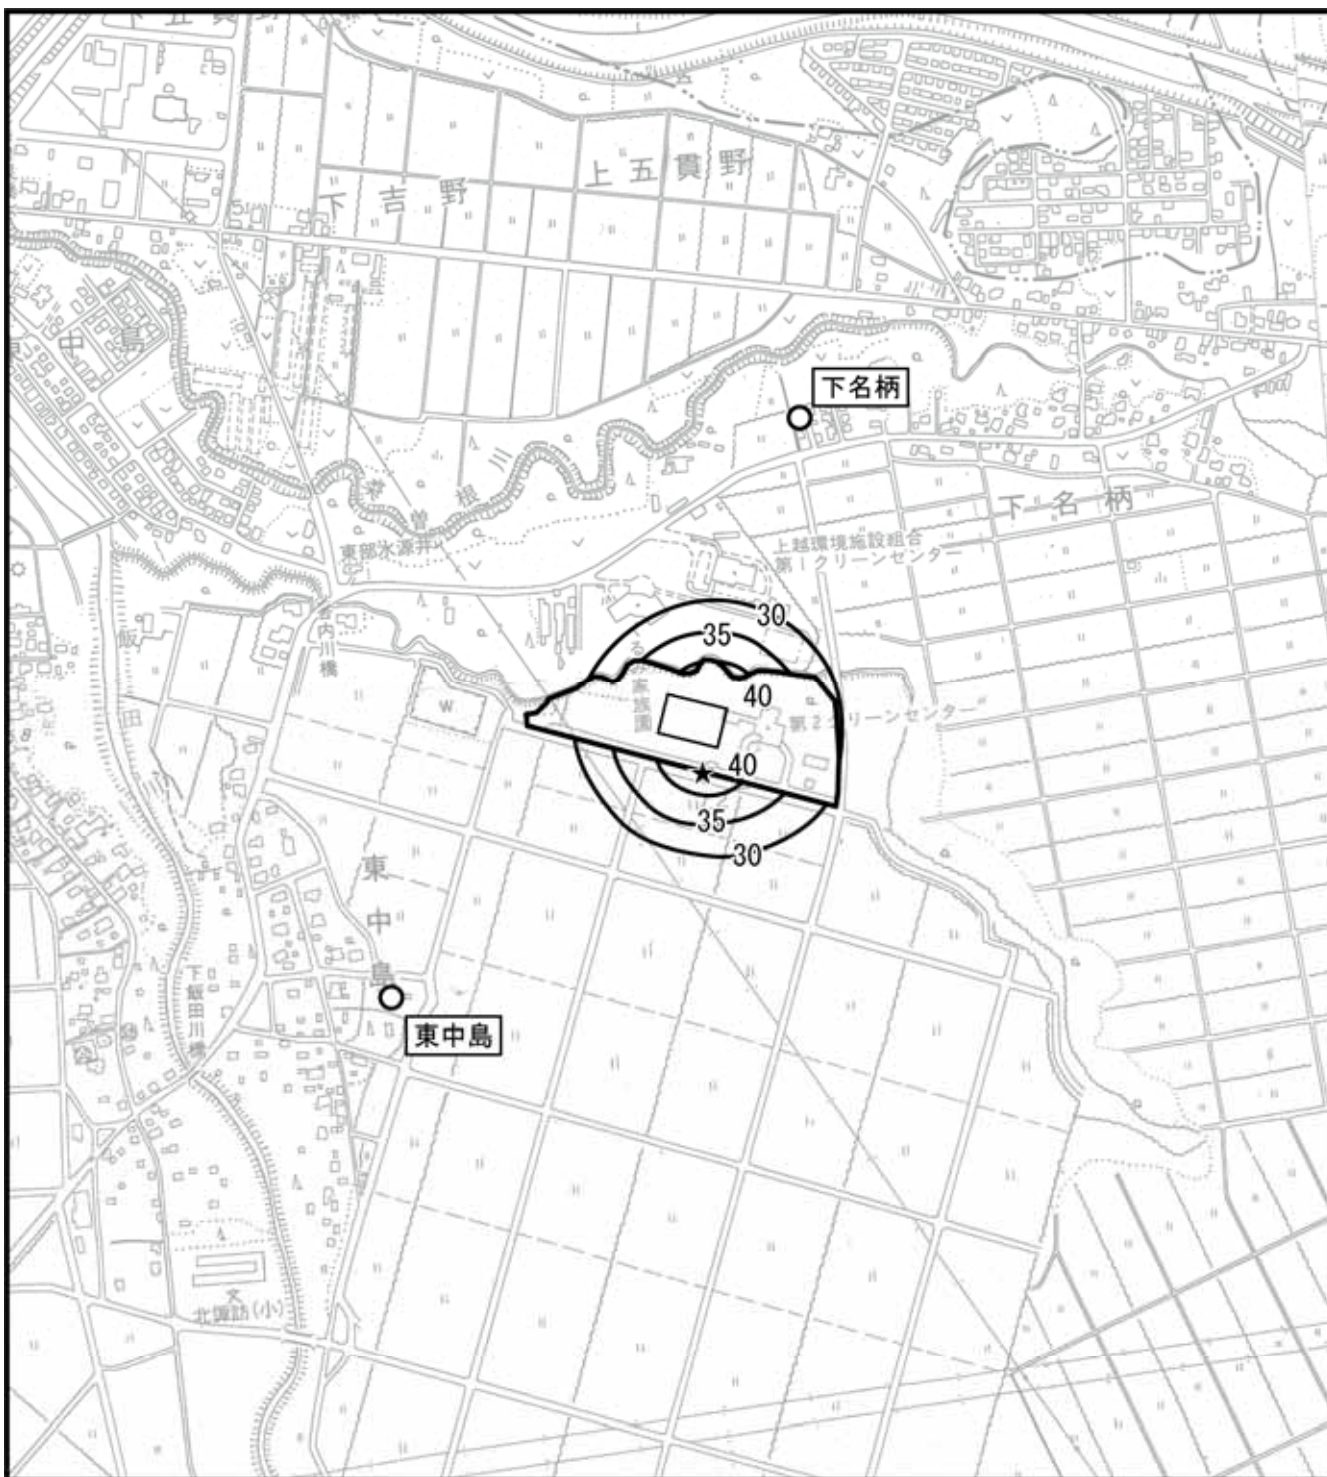 上五貫野
下吉野
中島
下名柄
川
根
曽
東部水源井
下名柄
上越環境施設組合
第1クリーンセンター
飯
田
内川橋
30
35
40
家族園
第2クリーンセンター
W
40
★
35
30
東
中
島
下飯田川橋
東中島
文
北諏訪(小)